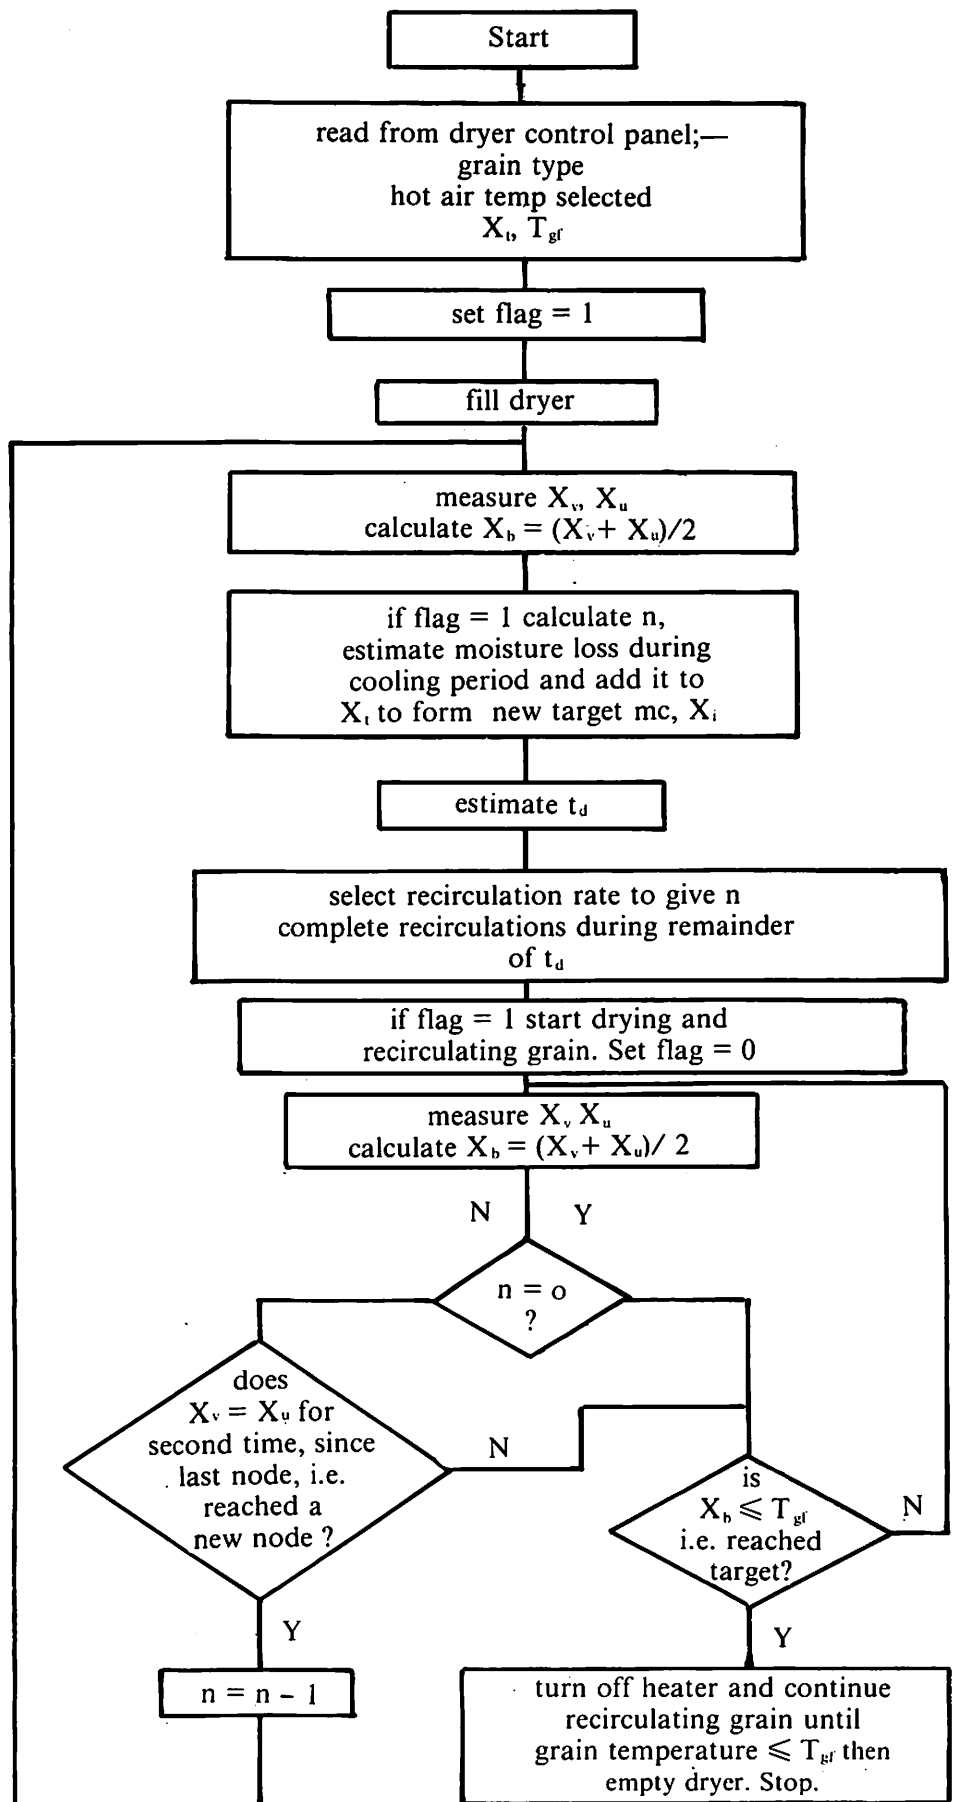 Start
read from dryer control panel;—
grain type
hot air temp selected
Xₜ, T_gf
set flag = 1
fill dryer
measure Xᵥ, Xᵤ
calculate X_b = (Xᵥ + Xᵤ)/2
if flag = 1 calculate n,
estimate moisture loss during
cooling period and add it to
Xₜ to form new target mc, Xᵢ
estimate t_d
select recirculation rate to give n
complete recirculations during remainder
of t_d
if flag = 1 start drying and
recirculating grain. Set flag = 0
measure Xᵥ, Xᵤ
calculate X_b = (Xᵥ + Xᵤ)/ 2
N Y
n = o
?
does
Xᵥ = Xᵤ for
second time, since
last node, i.e.
reached a
new node ?
N
is
X_b ⩽ T_gf
i.e. reached
target?
N
Y
Y
n = n - 1
turn off heater and continue
recirculating grain until
grain temperature ⩽ T_gf then
empty dryer. Stop.